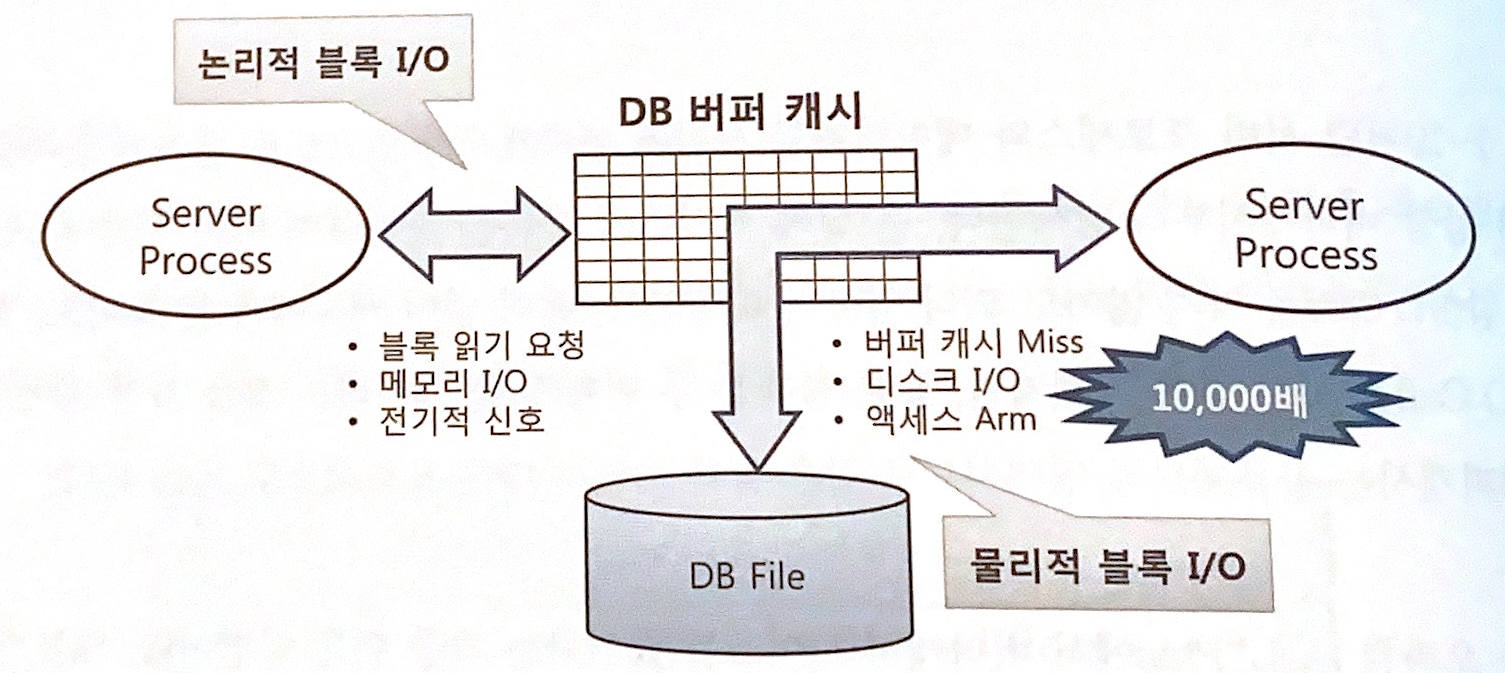 논리적 블록 I/O
DB 버퍼 캐시
Server
Process
Server
Process
• 블록 읽기 요청
• 메모리 I/O
• 전기적 신호
• 버퍼 캐시 Miss
• 디스크 I/O
• 액세스 Arm
10,000배
DB File
물리적 블록 I/O